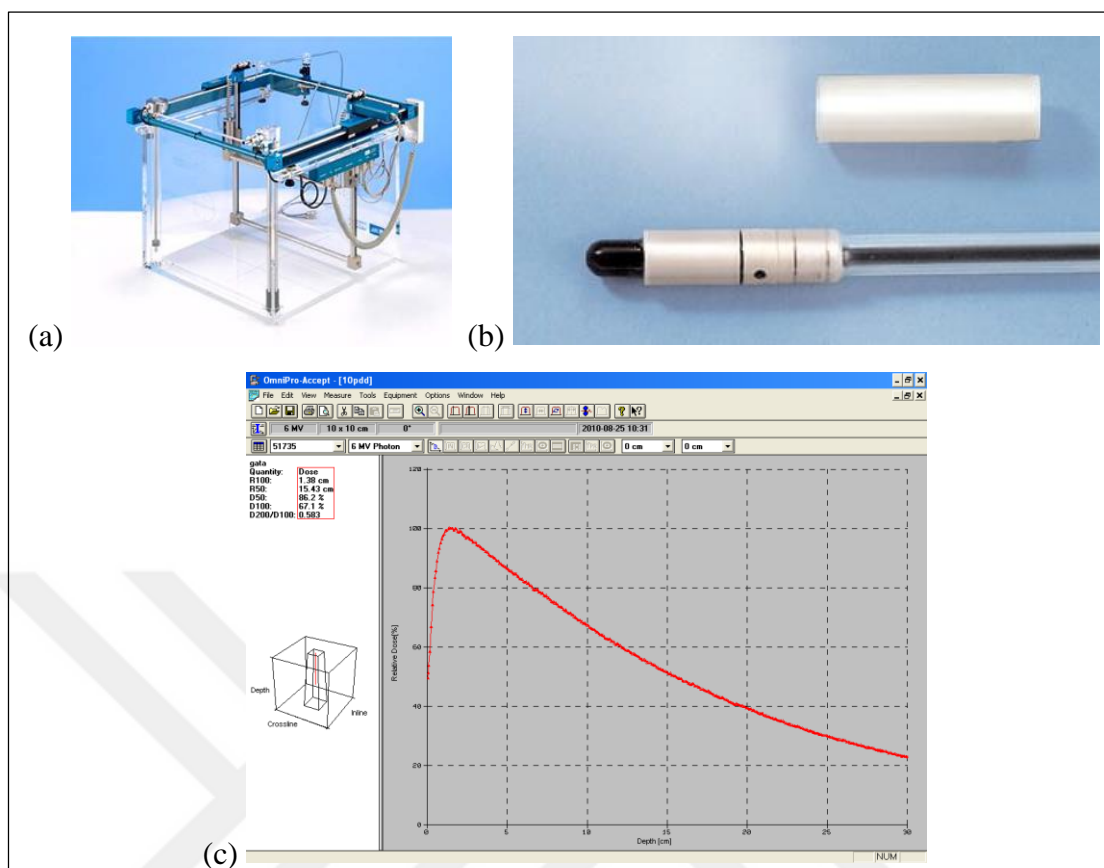 (a)
(b)
OmniPro-Accept - [10pdd]
File Edit View Measure Tools Equipment Options Window Help
6 MV 10 x 10 cm 0° 2010-08-25 10:31
51735 6 MV Photon 0 cm 0 cm
gata
Quantity: Dose
R100: 1.38 cm
R50: 15.43 cm
D50: 86.2 %
D100: 67.1 %
D200/D100: 0.583
Depth
Crossline
Inline
120
100
80
60
40
20
0
Relative Dose[%]
0 5 10 15 20 25 30
Depth [cm]
NUM
(c)